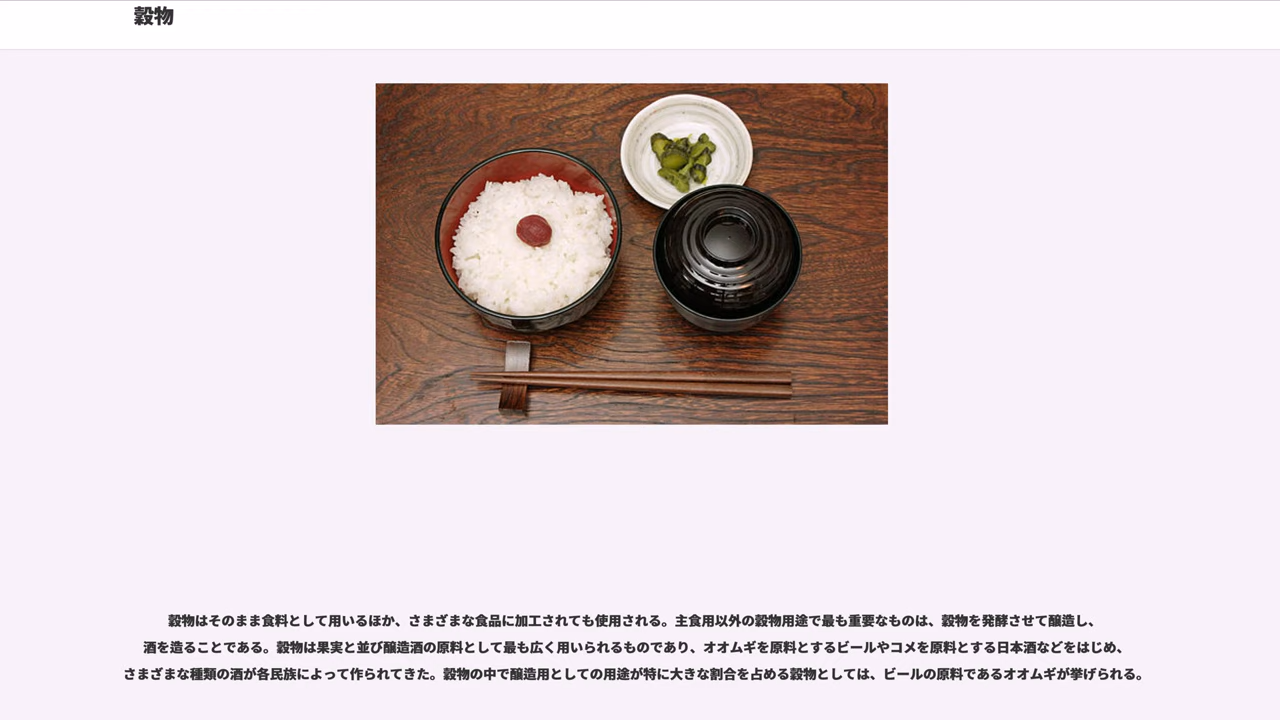 穀物
穀物はそのまま食料として用いるほか、さまざまな食品に加工されても使用される。主食用以外の穀物用途で最も重要なものは、穀物を発酵させて醸造し、
酒を造ることである。穀物は果実と並び醸造酒の原料として最も広く用いられるものであり、オオムギを原料とするビールやコメを原料とする日本酒などをはじめ、
さまざまな種類の酒が各民族によって作られてきた。穀物の中で醸造用としての用途が特に大きな割合を占める穀物としては、ビールの原料であるオオムギが挙げられる。